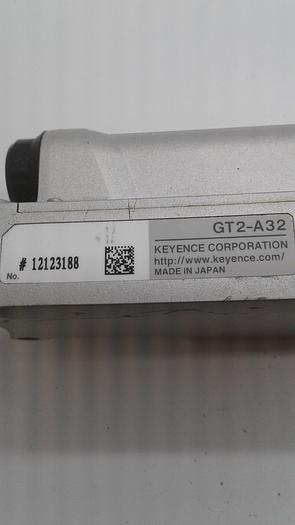 GT2-A32
KEYENCE CORPORATION
http://www.keyence.com/
MADE IN JAPAN
# 12123188
No.